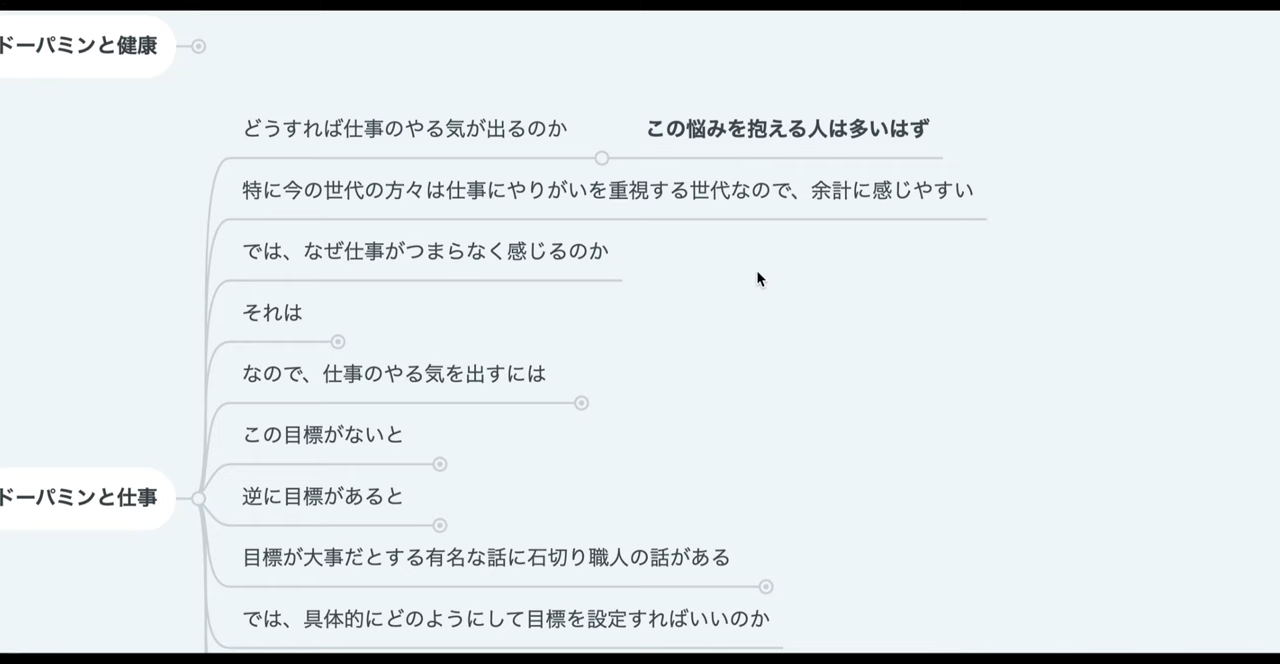 ドーパミンと健康
どうすれば仕事のやる気が出るのか
この悩みを抱える人は多いはず
特に今の世代の方々は仕事にやりがいを重視する世代なので、余計に感じやすい
では、なぜ仕事がつまらなく感じるのか
それは
なので、仕事のやる気を出すには
この目標がないと
ドーパミンと仕事
逆に目標があると
目標が大事だとする有名な話に石切り職人の話がある
では、具体的にどのようにして目標を設定すればいいのか